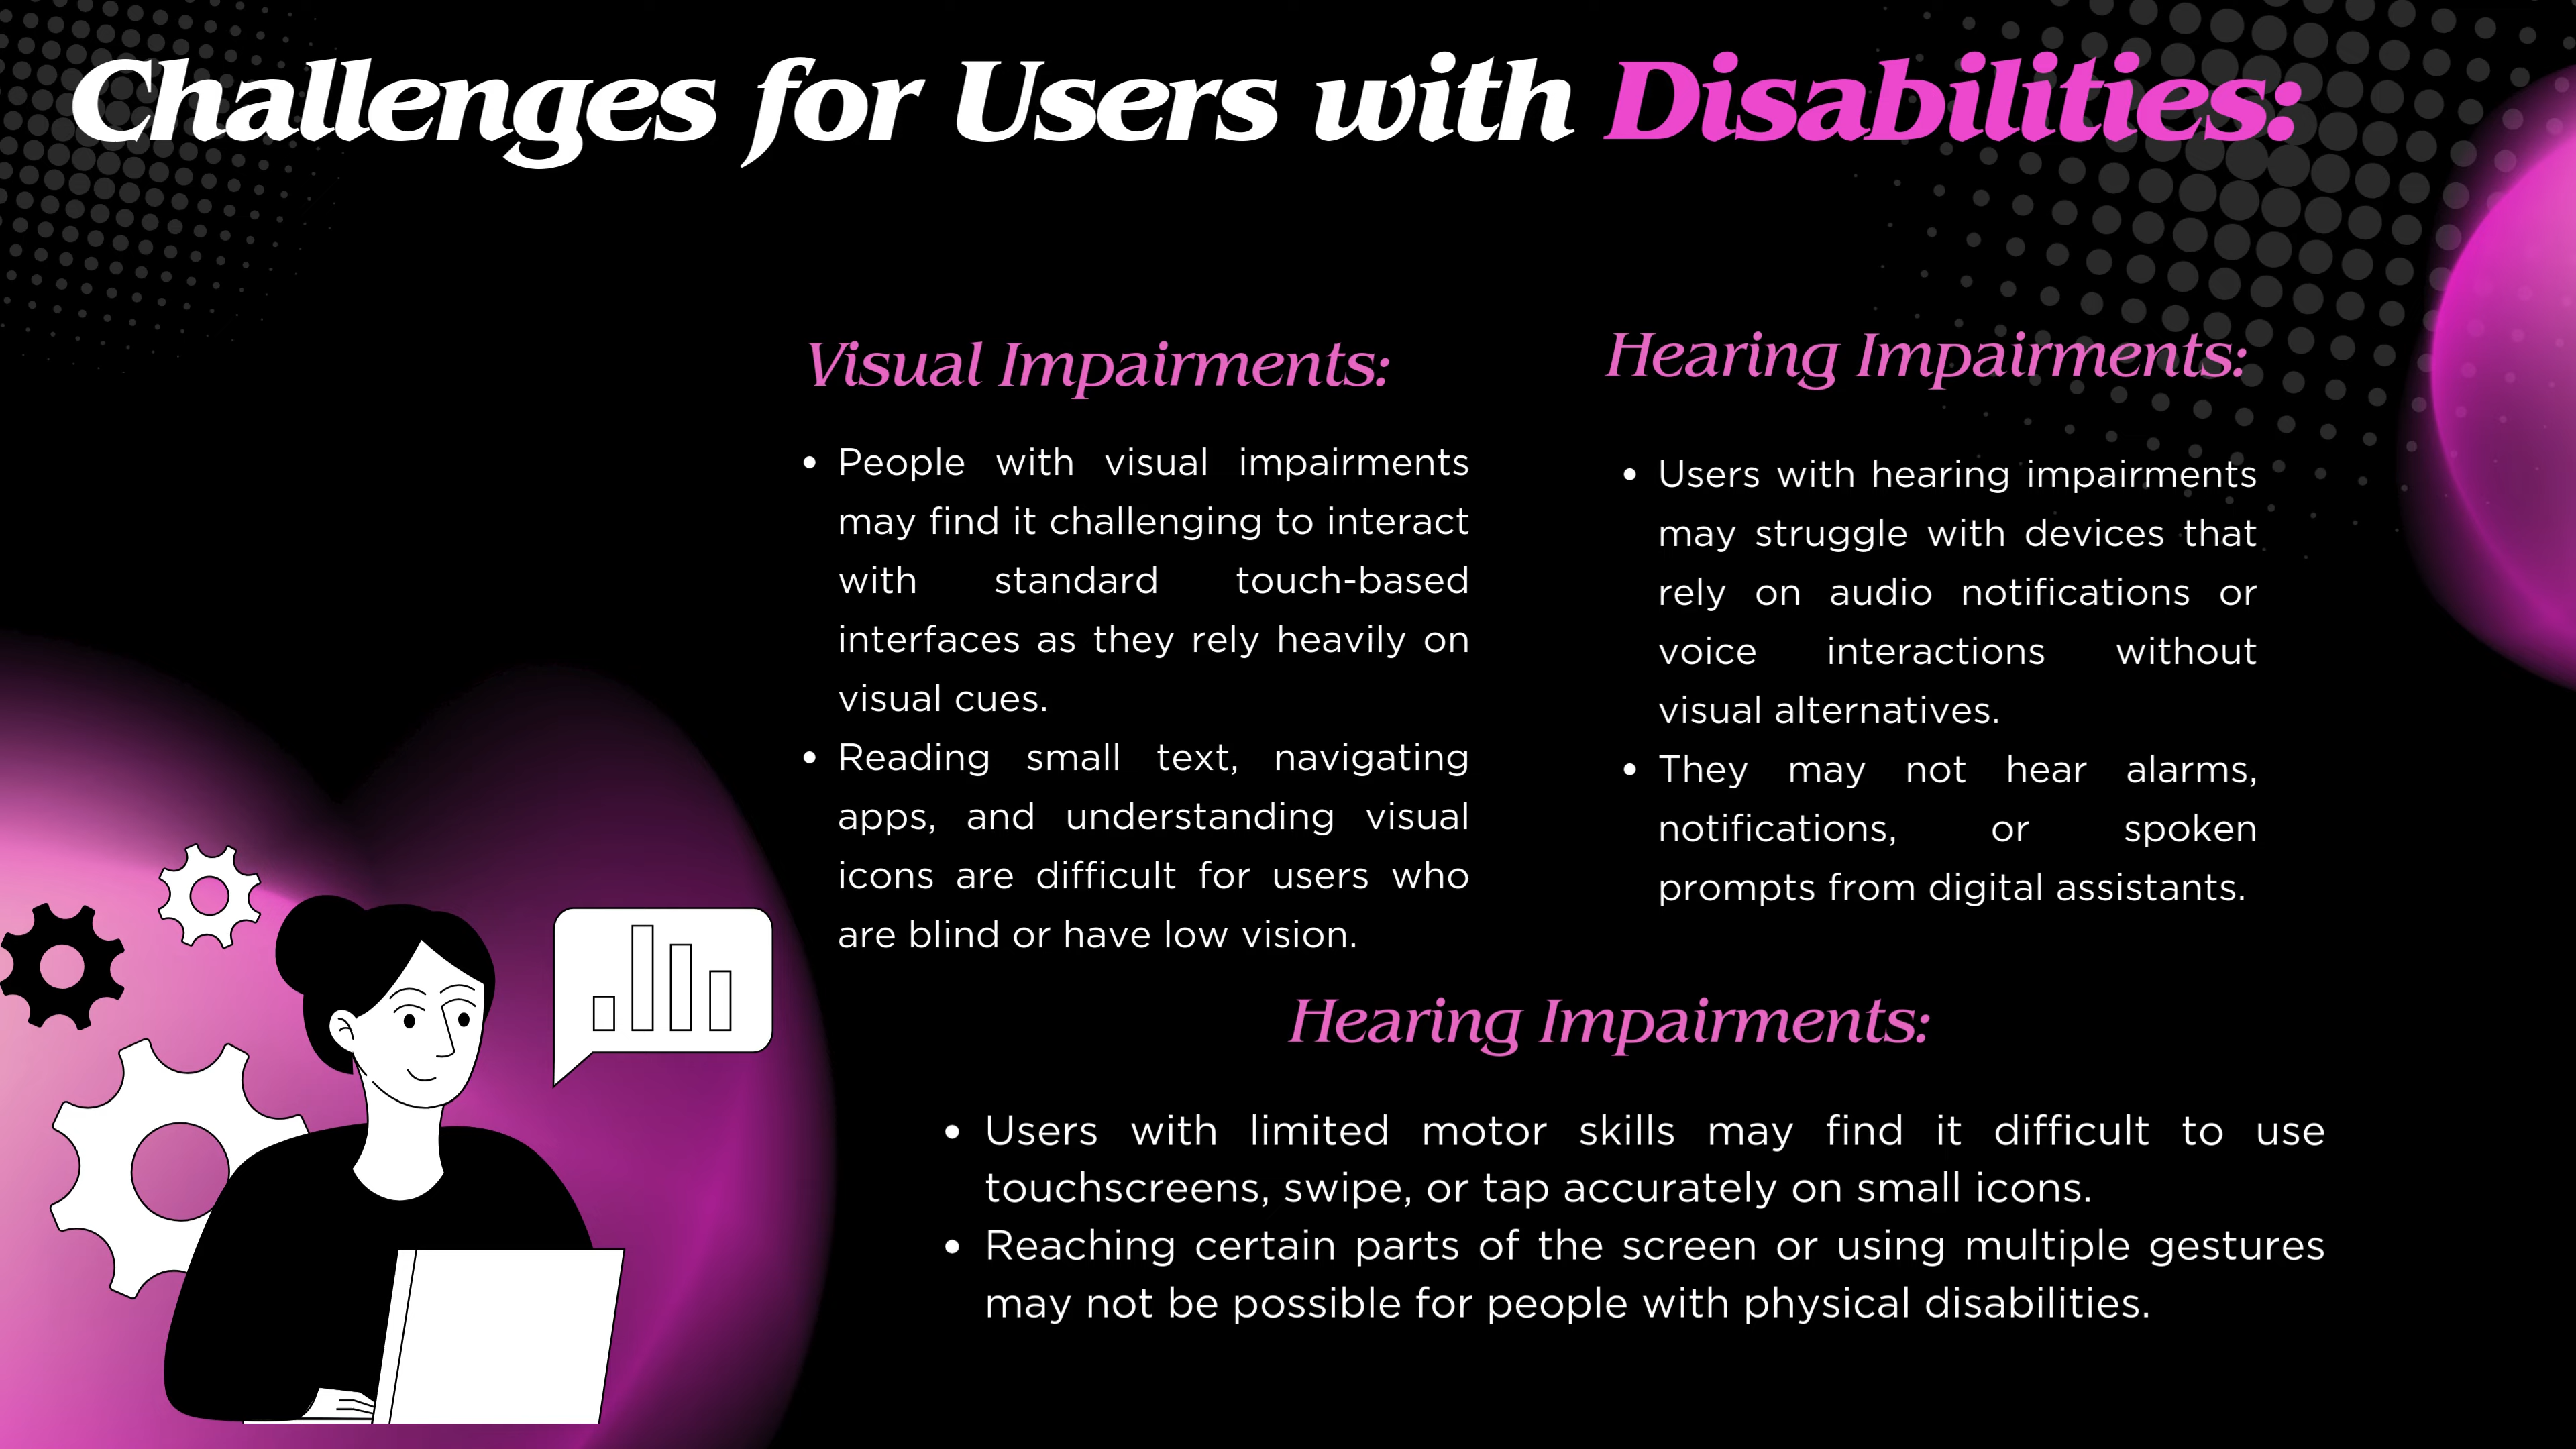 Challenges for Users with Disabilities:
Visual Impairments:
• People with visual impairments
may find it challenging to interact
with standard touch-based
interfaces as they rely heavily on
visual cues.
• Reading small text, navigating
apps, and understanding visual
icons are difficult for users who
are blind or have low vision.
Hearing Impairments:
• Users with hearing impairments
may struggle with devices that
rely on audio notifications or
voice interactions without
visual alternatives.
• They may not hear alarms,
notifications, or spoken
prompts from digital assistants.
Hearing Impairments:
• Users with limited motor skills may find it difficult to use
touchscreens, swipe, or tap accurately on small icons.
• Reaching certain parts of the screen or using multiple gestures
may not be possible for people with physical disabilities.